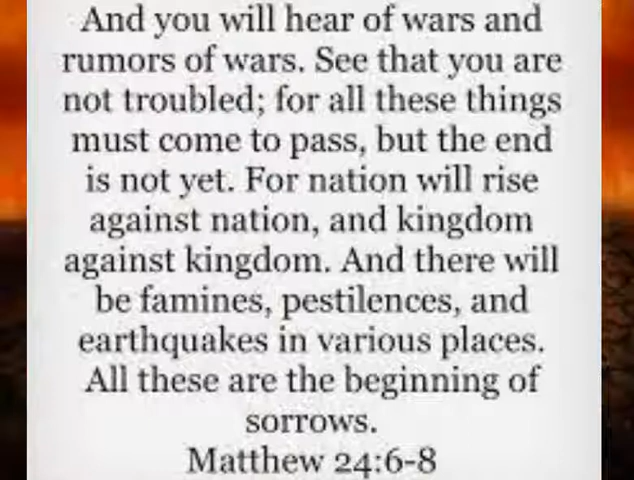 And you will hear of wars and
rumors of wars. See that you are
not troubled; for all these things
must come to pass, but the end
is not yet. For nation will rise
against nation, and kingdom
against kingdom. And there will
be famines, pestilences, and
earthquakes in various places.
All these are the beginning of
sorrows.
Matthew 24:6-8